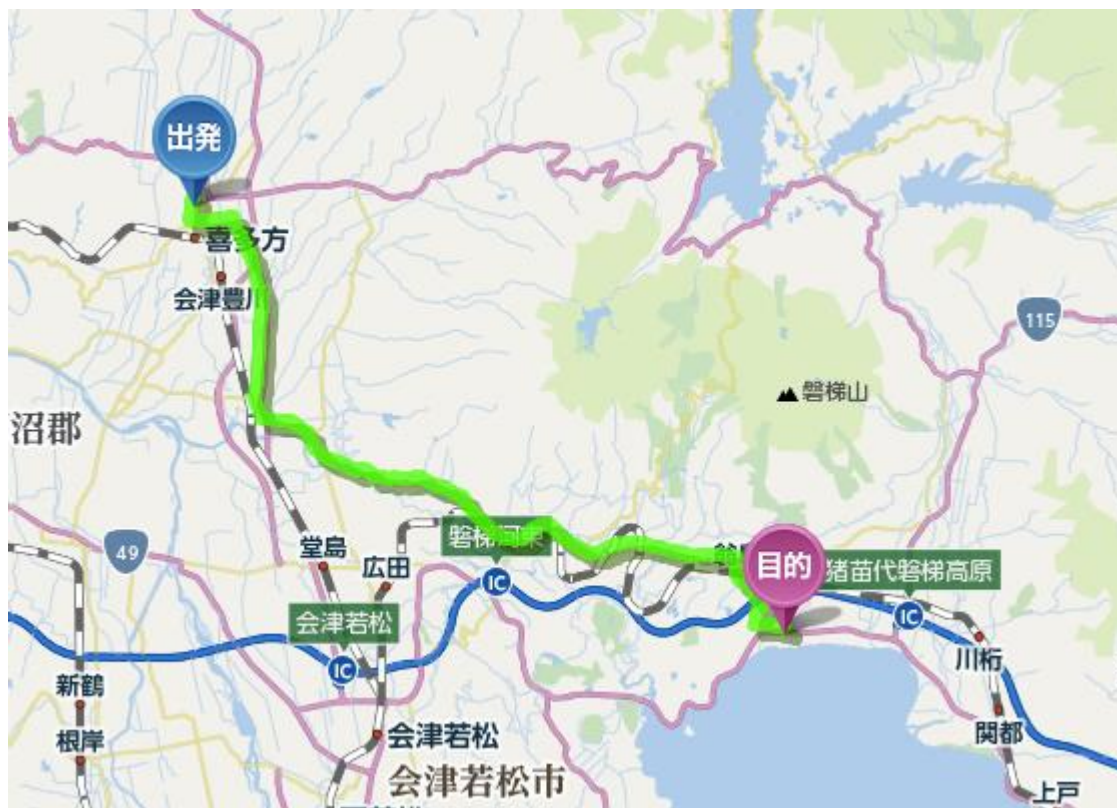 出発
喜多方
会津豊川
115
磐梯山
沼郡
49
堂島
広田
磐梯河東
目的
猪苗代磐梯高原
IC
会津若松
IC
IC
川桁
新鶴
根岸
会津若松
関都
会津若松市
上戸